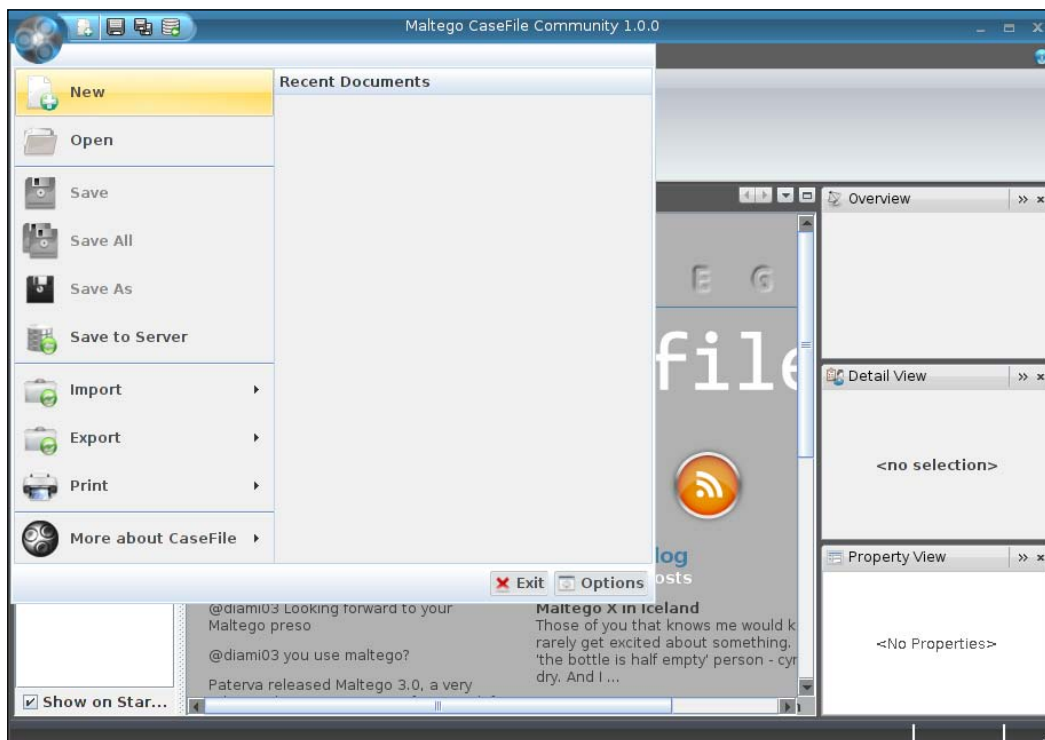 Maltego CaseFile Community 1.0.0
Recent Documents
New
Open
Save
Save All
Save As
Save to Server
Import
Export
Print
More about CaseFile
Exit
Options
E G
file
Overview
Detail View
<no selection>
Property View
<No Properties>
log
osts
@diami03 Looking forward to your
Maltego preso
@diami03 you use maltego?
Paterva released Maltego 3.0, a very
Maltego X in Iceland
Those of you that knows me would k
rarely get excited about something.
'the bottle is half empty' person - cyr
dry. And I ...
Show on Star...